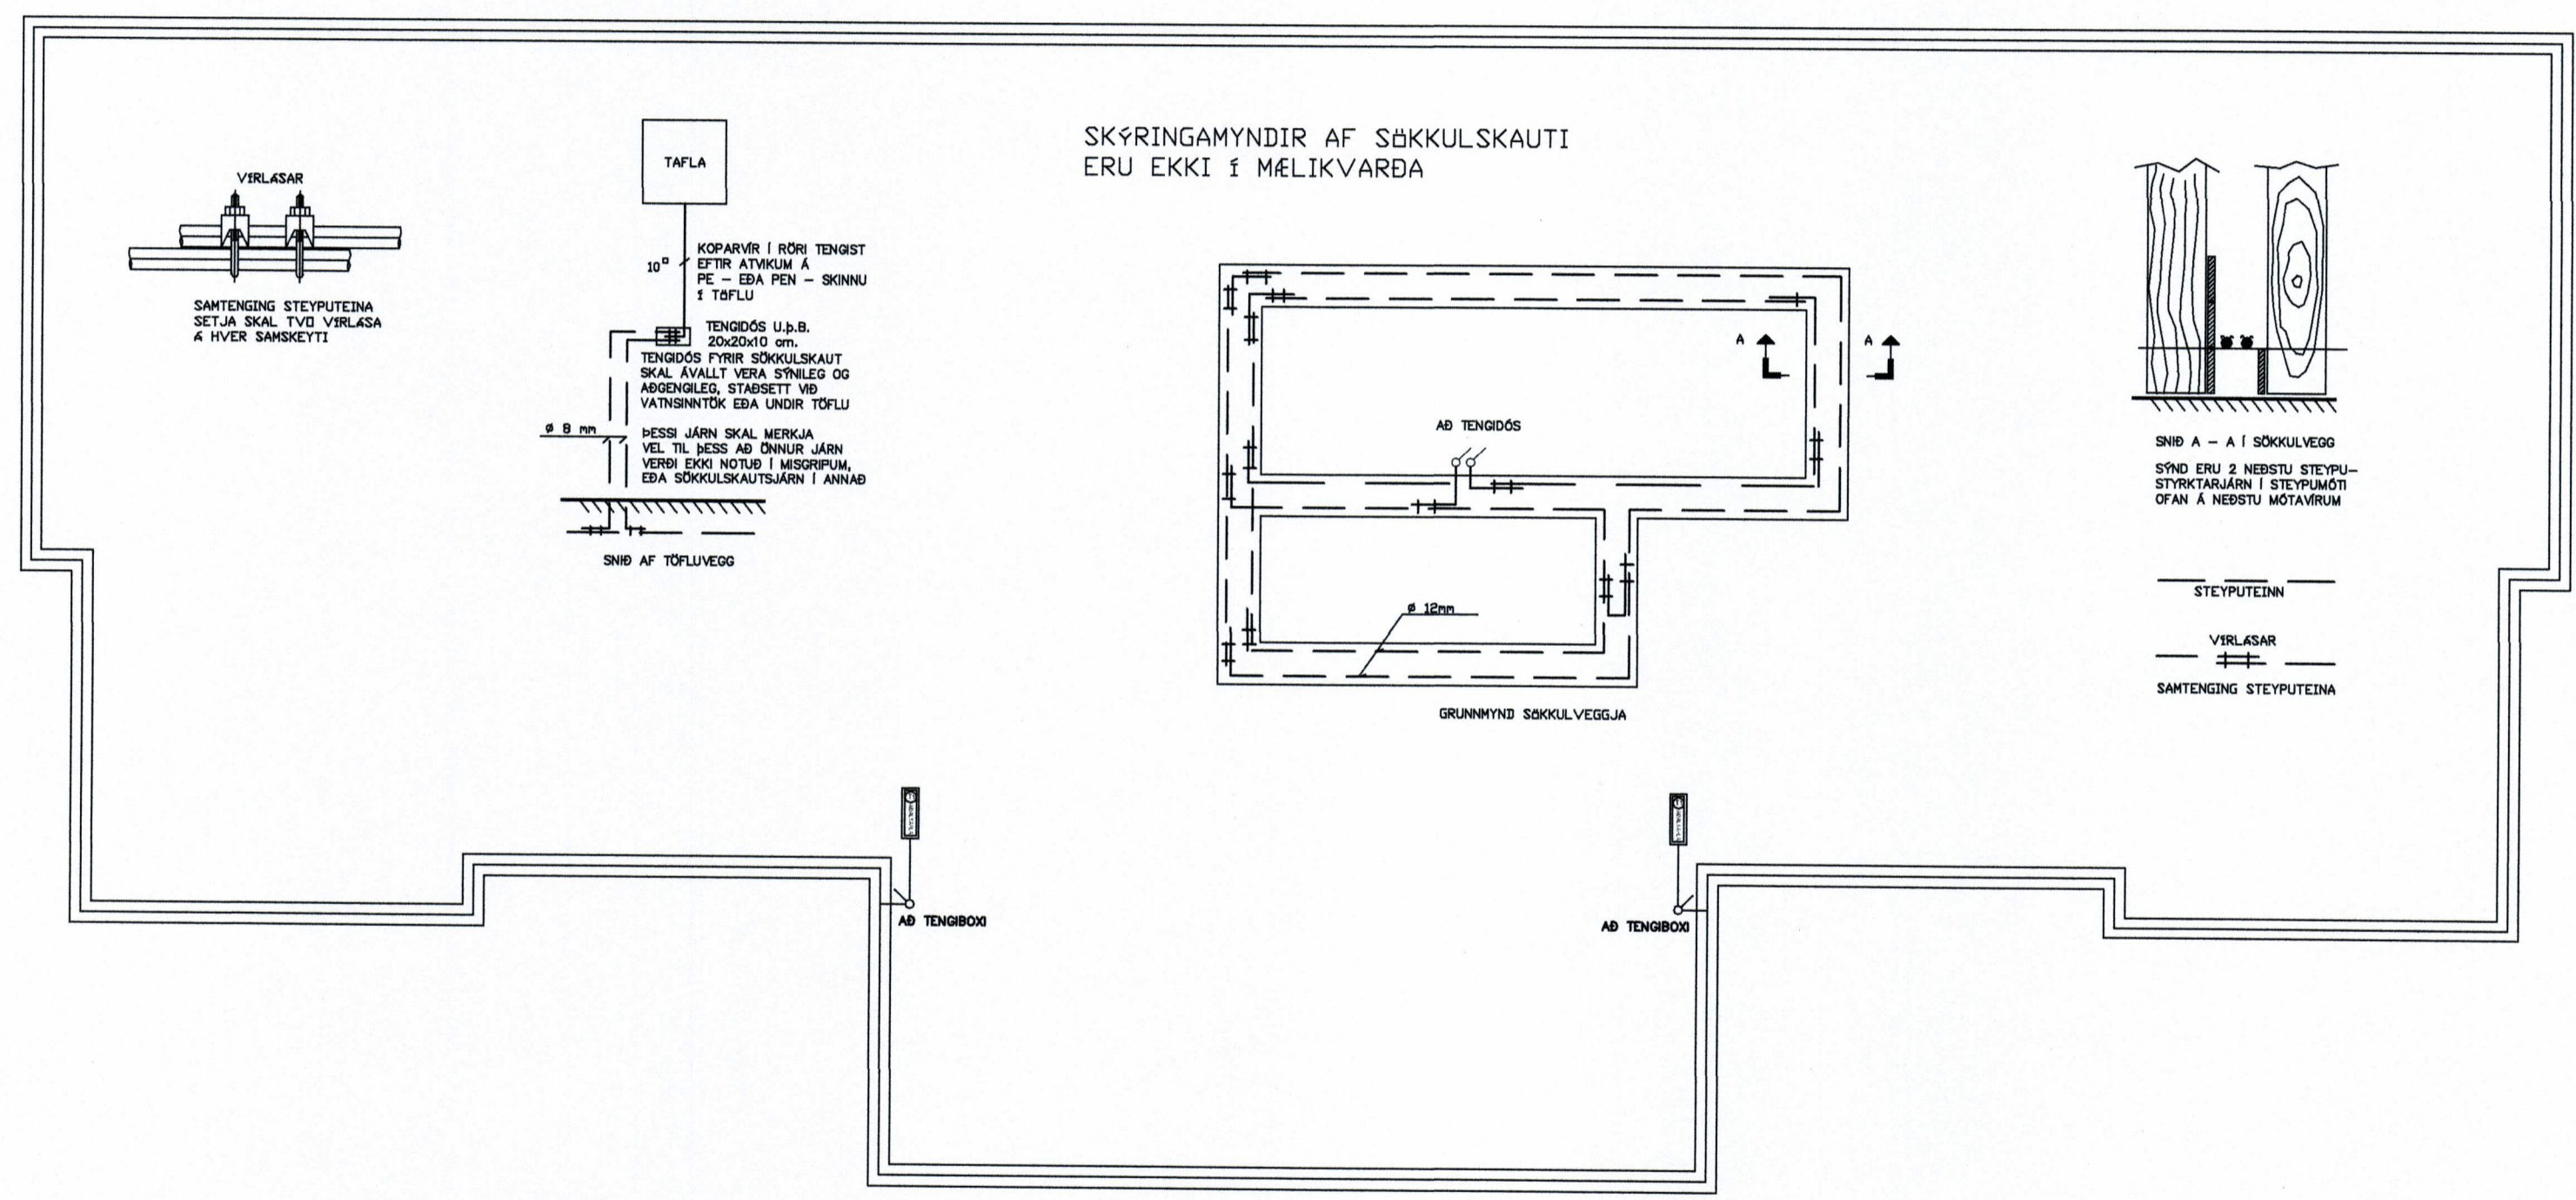 SKÝRINGAMYNDIR AF SÖKKULSKAUTI
ERU EKKI Í MÆLIKVARÐA
VÍRLÁSAR
SAMTENGING STEYPUTEINA
SETJA SKAL TVO VÍRLÁSA
Á HVER SAMSKEYTI
TAFLA
10▫
KOPARVÍR Í RÖRI TENGIST
EFTIR ATVIKUM Á
PE - EÐA PEN - SKINNU
Í TÖFLU
TENGIDÓS U.Þ.B.
20x20x10 cm.
TENGIDÓS FYRIR SÖKKULSKAUT
SKAL ÁVALLT VERA SÝNILEG OG
AÐGENGILEG, STAÐSETT VIÐ
VATNSINNTÖK EÐA UNDIR TÖFLU
ø 8 mm
ÞESSI JÁRN SKAL MERKJA
VEL TIL ÞESS AÐ ÖNNUR JÁRN
VERÐI EKKI NOTUÐ Í MISGRIPUM,
EÐA SÖKKULSKAUTSJÁRN Í ANNAÐ
SNIÐ AF TÖFLUVEGG
A
A
AÐ TENGIDÓS
ø 12mm
GRUNNMYND SÖKKULVEGGJA
SNIÐ A - A Í SÖKKULVEGG
SÝND ERU 2 NEÐSTU STEYPU-
STYRKTARJÁRN Í STEYPUMÓTI
OFAN Á NEÐSTU MÓTAVÍRUM
STEYPUTEINN
VÍRLÁSAR
SAMTENGING STEYPUTEINA
AÐ TENGIBOXI
AÐ TENGIBOXI